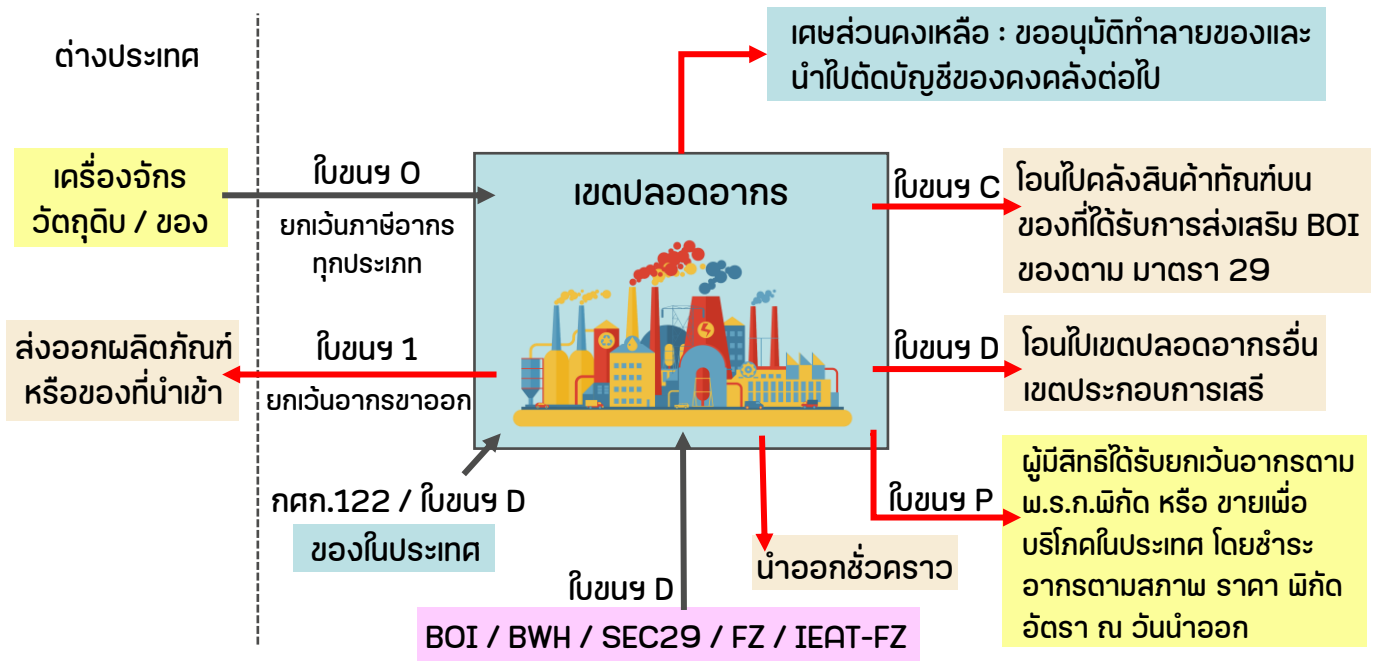 ต่างประเทศ
เศษส่วนคงเหลือ : ขออนุมัติทำลายของและ
นำไปตัดบัญชีของคงคลังต่อไป
เครื่องจักร
วัตถุดิบ / ของ
ใบขนฯ 0
ยกเว้นภาษีอากร
ทุกประเภท
เขตปลอดอากร
ใบขนฯ C
โอนไปคลังสินค้าทัณฑ์บน
ของที่ได้รับการส่งเสริม BOI
ของตาม มาตรา 29
ส่งออกผลิตภัณฑ์
หรือของที่นำเข้า
ใบขนฯ 1
ยกเว้นอากรขาออก
ใบขนฯ D
โอนไปเขตปลอดอากรอื่น
เขตประกอบการเสรี
กศก.122 / ใบขนฯ D
ของในประเทศ
ใบขนฯ P
ผู้มีสิทธิได้รับยกเว้นอากรตาม
พ.ร.ก.พิกัด หรือ ขายเพื่อ
บริโภคในประเทศ โดยชำระ
อากรตามสภาพ ราคา พิกัด
อัตรา ณ วันนำออก
นำออกชั่วคราว
ใบขนฯ D
BOI / BWH / SEC29 / FZ / IEAT-FZ